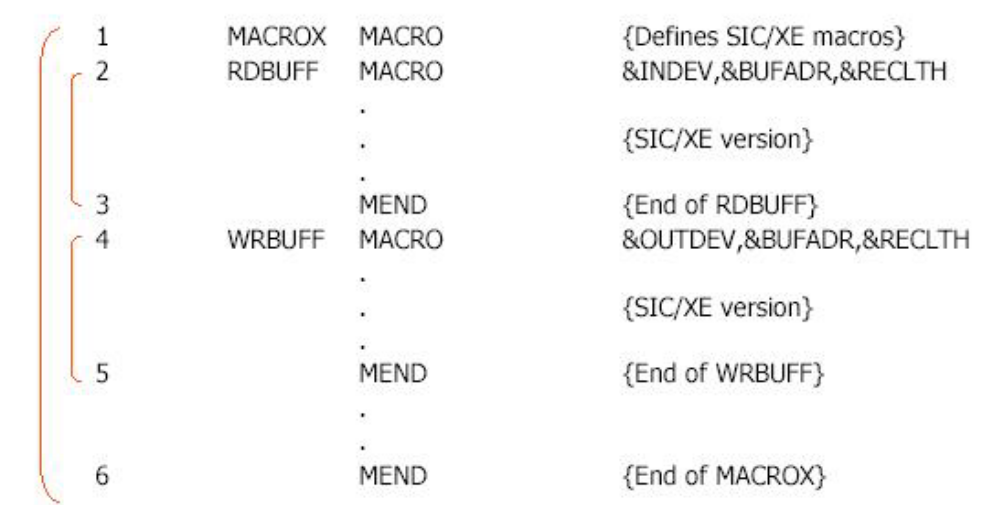 1 MACROX MACRO {Defines SIC/XE macros}
2 RDBUFF MACRO &INDEV,&BUFADR,&RECLTH
.
. {SIC/XE version}
.
3 MEND {End of RDBUFF}
4 WRBUFF MACRO &OUTDEV,&BUFADR,&RECLTH
.
. {SIC/XE version}
.
5 MEND {End of WRBUFF}
.
.
6 MEND {End of MACROX}